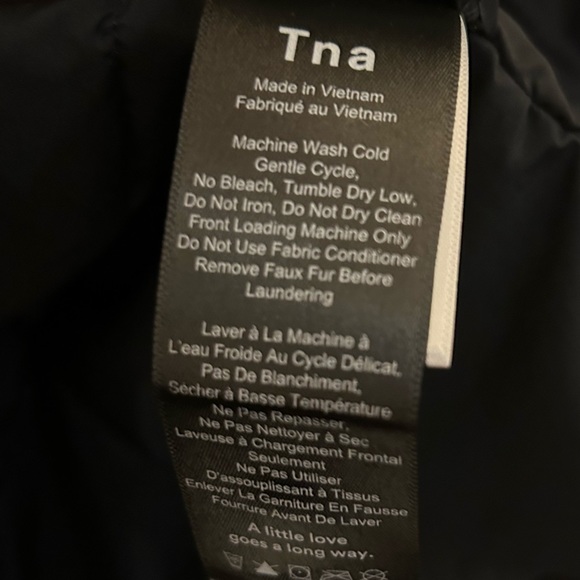 Tna
Made in Vietnam
Fabriqué au Vietnam
Machine Wash Cold
Gentle Cycle,
No Bleach, Tumble Dry Low,
Do Not Iron, Do Not Dry Clean
Front Loading Machine Only
Do Not Use Fabric Conditioner
Remove Faux Fur Before
Laundering
Laver à La Machine à
L'eau Froide Au Cycle Délicat,
Pas De Blanchiment,
Sécher à Basse Température
Ne Pas Repasser,
Ne Pas Nettoyer à Sec
Laveuse à Chargement Frontal
Seulement
Ne Pas Utiliser
D'assouplissant à Tissus
Enlever La Garniture En Fausse
Fourrure Avant De Laver
A little love
goes a long way.